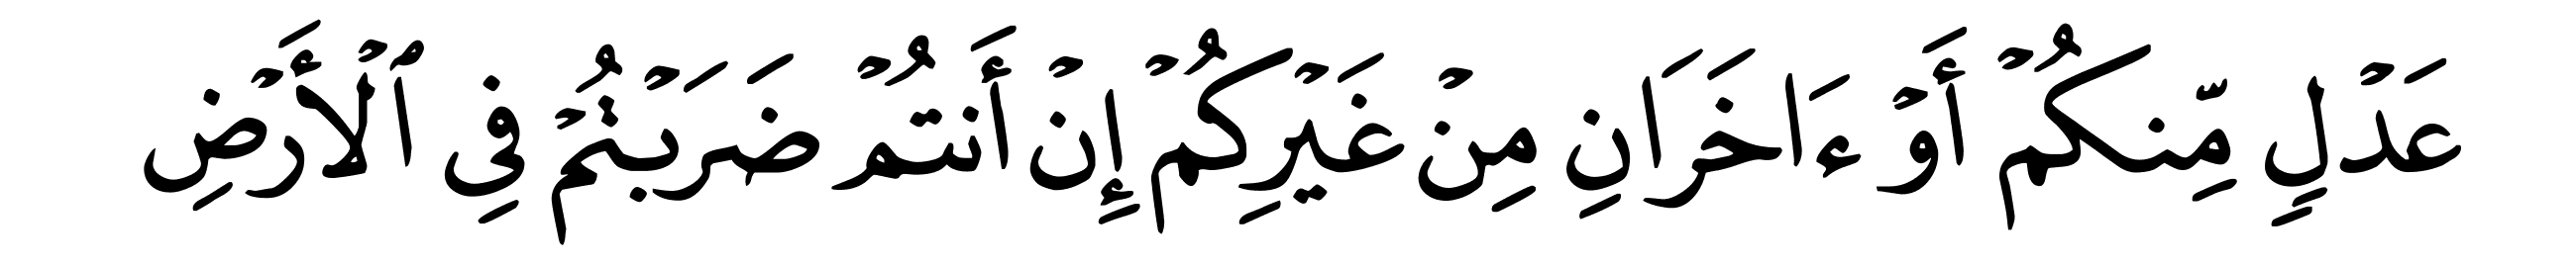 عَدۡلٖ مِّنكُمۡ أَوۡ ءَاخَرَانِ مِنۡ غَيۡرِكُمۡ إِنۡ أَنتُمۡ ضَرَبۡتُمۡ فِي ٱلۡأَرۡضِ